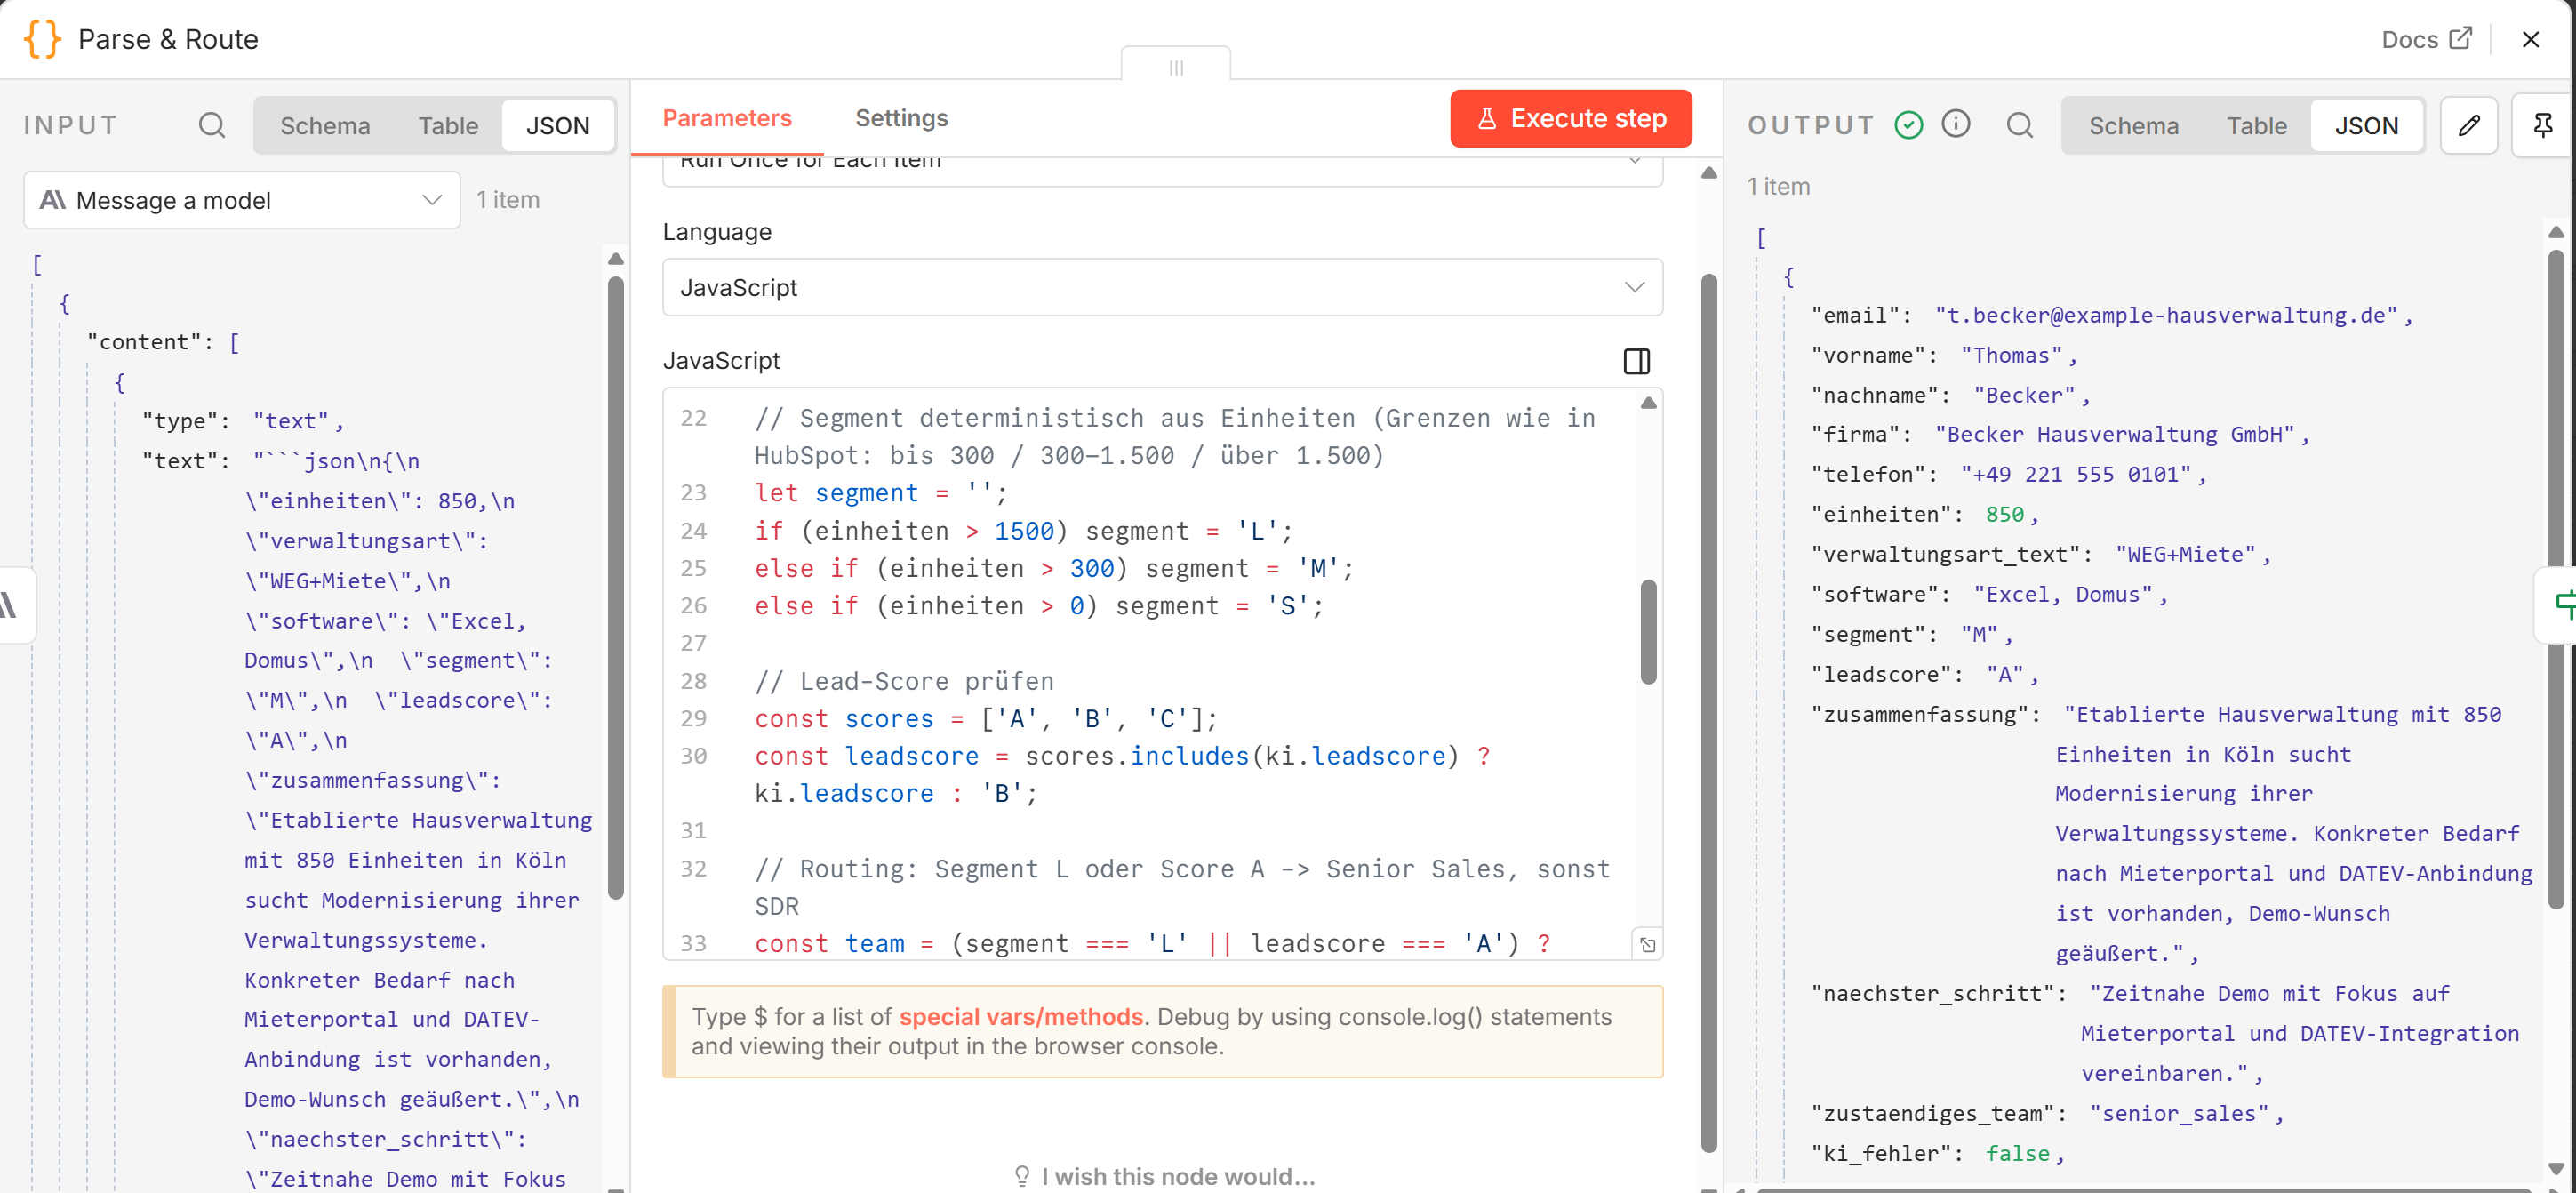 {} Parse & Route
Docs
INPUT
Schema
Table
JSON
Message a model
1 item
[
{
"content": [
{
"type": "text",
"text": "```json\n{\n
\"einheiten\": 850,\n
\"verwaltungsart\":
\"WEG+Miete\",\n
\"software\": \"Excel,
Domus\",\n  \"segment\":
\"M\",\n  \"leadscore\":
\"A\",\n
\"zusammenfassung\":
\"Etablierte Hausverwaltung
mit 850 Einheiten in Köln
sucht Modernisierung ihrer
Verwaltungssysteme.
Konkreter Bedarf nach
Mieterportal und DATEV-
Anbindung ist vorhanden,
Demo-Wunsch geäußert.\",\n
\"naechster_schritt\":
\"Zeitnahe Demo mit Fokus
Parameters
Settings
Execute step
Run Once for Each Item
Language
JavaScript
JavaScript
22 // Segment deterministisch aus Einheiten (Grenzen wie in
HubSpot: bis 300 / 300–1.500 / über 1.500)
23 let segment = '';
24 if (einheiten > 1500) segment = 'L';
25 else if (einheiten > 300) segment = 'M';
26 else if (einheiten > 0) segment = 'S';
27
28 // Lead-Score prüfen
29 const scores = ['A', 'B', 'C'];
30 const leadscore = scores.includes(ki.leadscore) ?
ki.leadscore : 'B';
31
32 // Routing: Segment L oder Score A -> Senior Sales, sonst
SDR
33 const team = (segment === 'L' || leadscore === 'A') ?
Type $ for a list of special vars/methods. Debug by using console.log() statements
and viewing their output in the browser console.
I wish this node would...
OUTPUT
Schema
Table
JSON
1 item
[
{
"email": "t.becker@example-hausverwaltung.de",
"vorname": "Thomas",
"nachname": "Becker",
"firma": "Becker Hausverwaltung GmbH",
"telefon": "+49 221 555 0101",
"einheiten": 850,
"verwaltungsart_text": "WEG+Miete",
"software": "Excel, Domus",
"segment": "M",
"leadscore": "A",
"zusammenfassung": "Etablierte Hausverwaltung mit 850
Einheiten in Köln sucht
Modernisierung ihrer
Verwaltungssysteme. Konkreter Bedarf
nach Mieterportal und DATEV-Anbindung
ist vorhanden, Demo-Wunsch
geäußert.",
"naechster_schritt": "Zeitnahe Demo mit Fokus auf
Mieterportal und DATEV-Integration
vereinbaren.",
"zustaendiges_team": "senior_sales",
"ki_fehler": false,